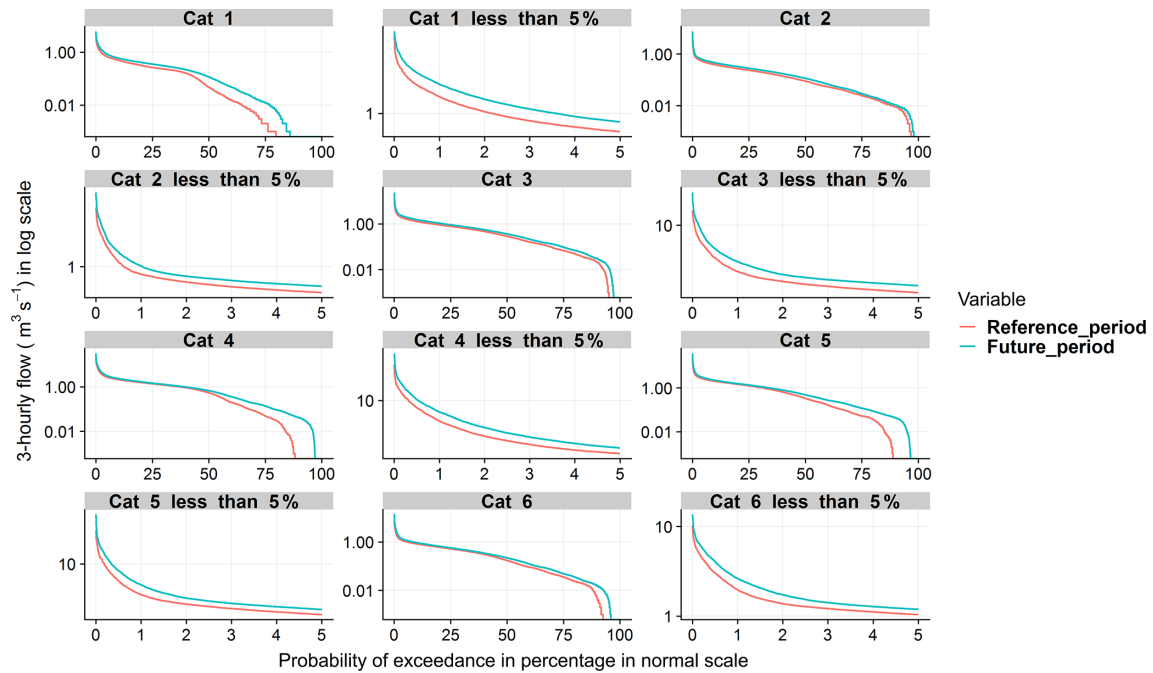 Cat 1
Cat 1 less than 5%
Cat 2
1.00
0.01
0 25 50 75 100
1
0 1 2 3 4 5
1.00
0.01
0 25 50 75 100
Cat 2 less than 5%
Cat 3
Cat 3 less than 5%
1
0 1 2 3 4 5
1.00
0.01
0 25 50 75 100
10
0 1 2 3 4 5
Cat 4
Cat 4 less than 5%
Cat 5
1.00
0.01
0 25 50 75 100
10
0 1 2 3 4 5
1.00
0.01
0 25 50 75 100
Cat 5 less than 5%
Cat 6
Cat 6 less than 5%
10
0 1 2 3 4 5
1.00
0.01
0 25 50 75 100
10
1
0 1 2 3 4 5
3-hourly flow ( m³ s⁻¹) in log scale
Probability of exceedance in percentage in normal scale
Variable
Reference_period
Future_period